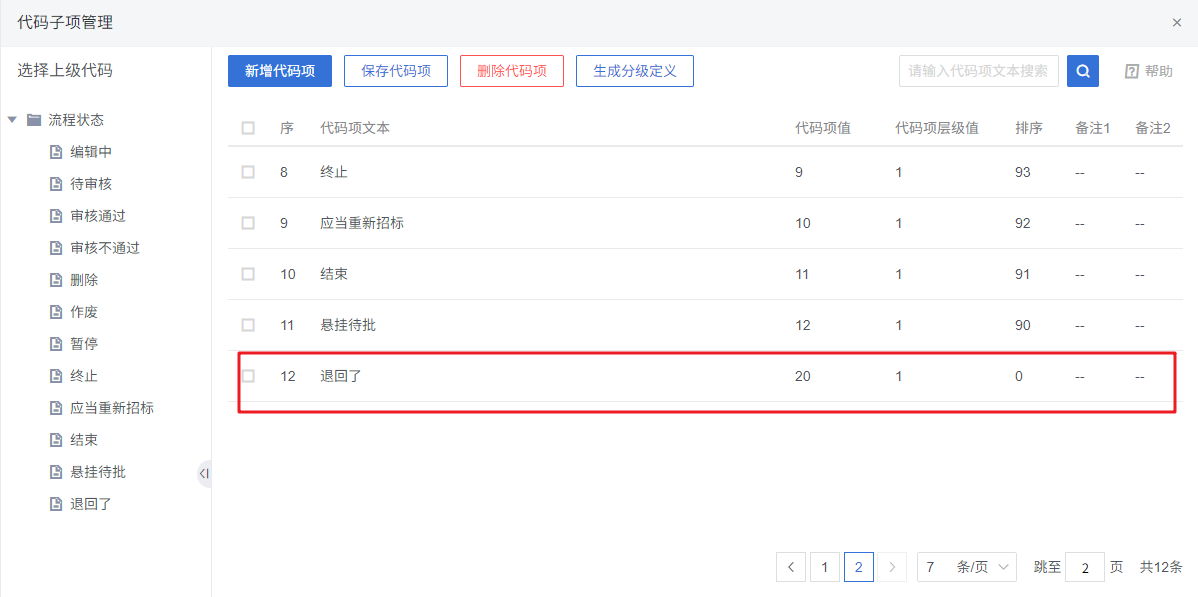 代码子项管理
选择上级代码
新增代码项 保存代码项 删除代码项 生成分级定义 请输入代码项文本搜索 帮助
流程状态
编辑中
待审核
审核通过
审核不通过
删除
作废
暂停
终止
应当重新招标
结束
悬挂待批
退回了
序 代码项文本 代码项值 代码项层级值 排序 备注1 备注2
8 终止 9 1 93 -- --
9 应当重新招标 10 1 92 -- --
10 结束 11 1 91 -- --
11 悬挂待批 12 1 90 -- --
12 退回了 20 1 0 -- --
1 2 7 条/页 跳至 2 页 共12条